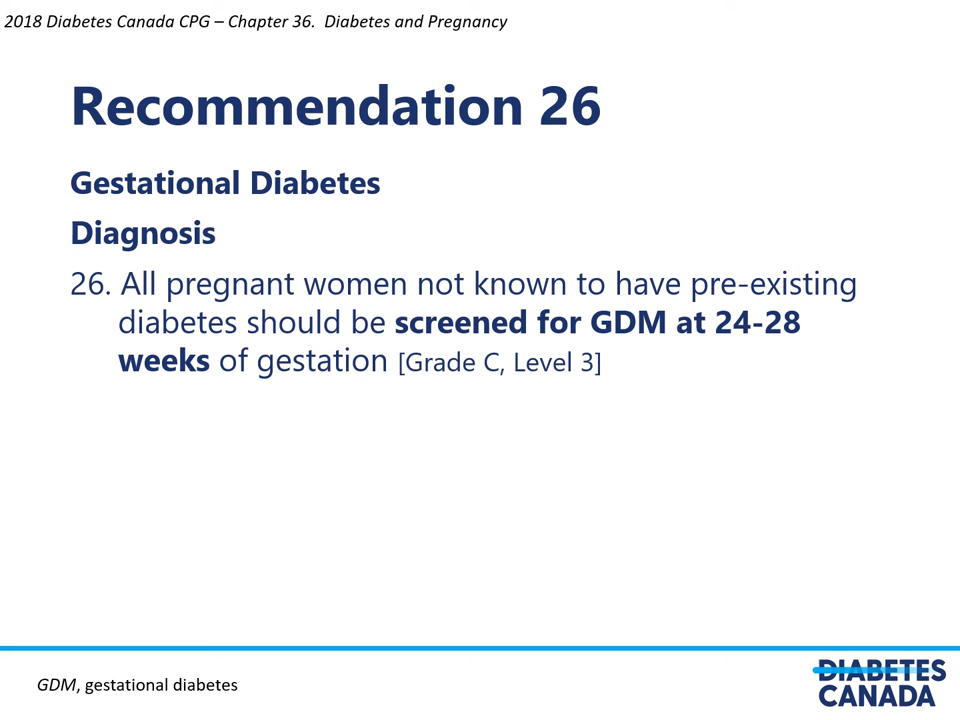 2018 Diabetes Canada CPG – Chapter 36.  Diabetes and Pregnancy
Recommendation 26
Gestational Diabetes
Diagnosis
26. All pregnant women not known to have pre-existing
diabetes should be screened for GDM at 24-28
weeks of gestation [Grade C, Level 3]
GDM, gestational diabetes
DIABETES
CANADA